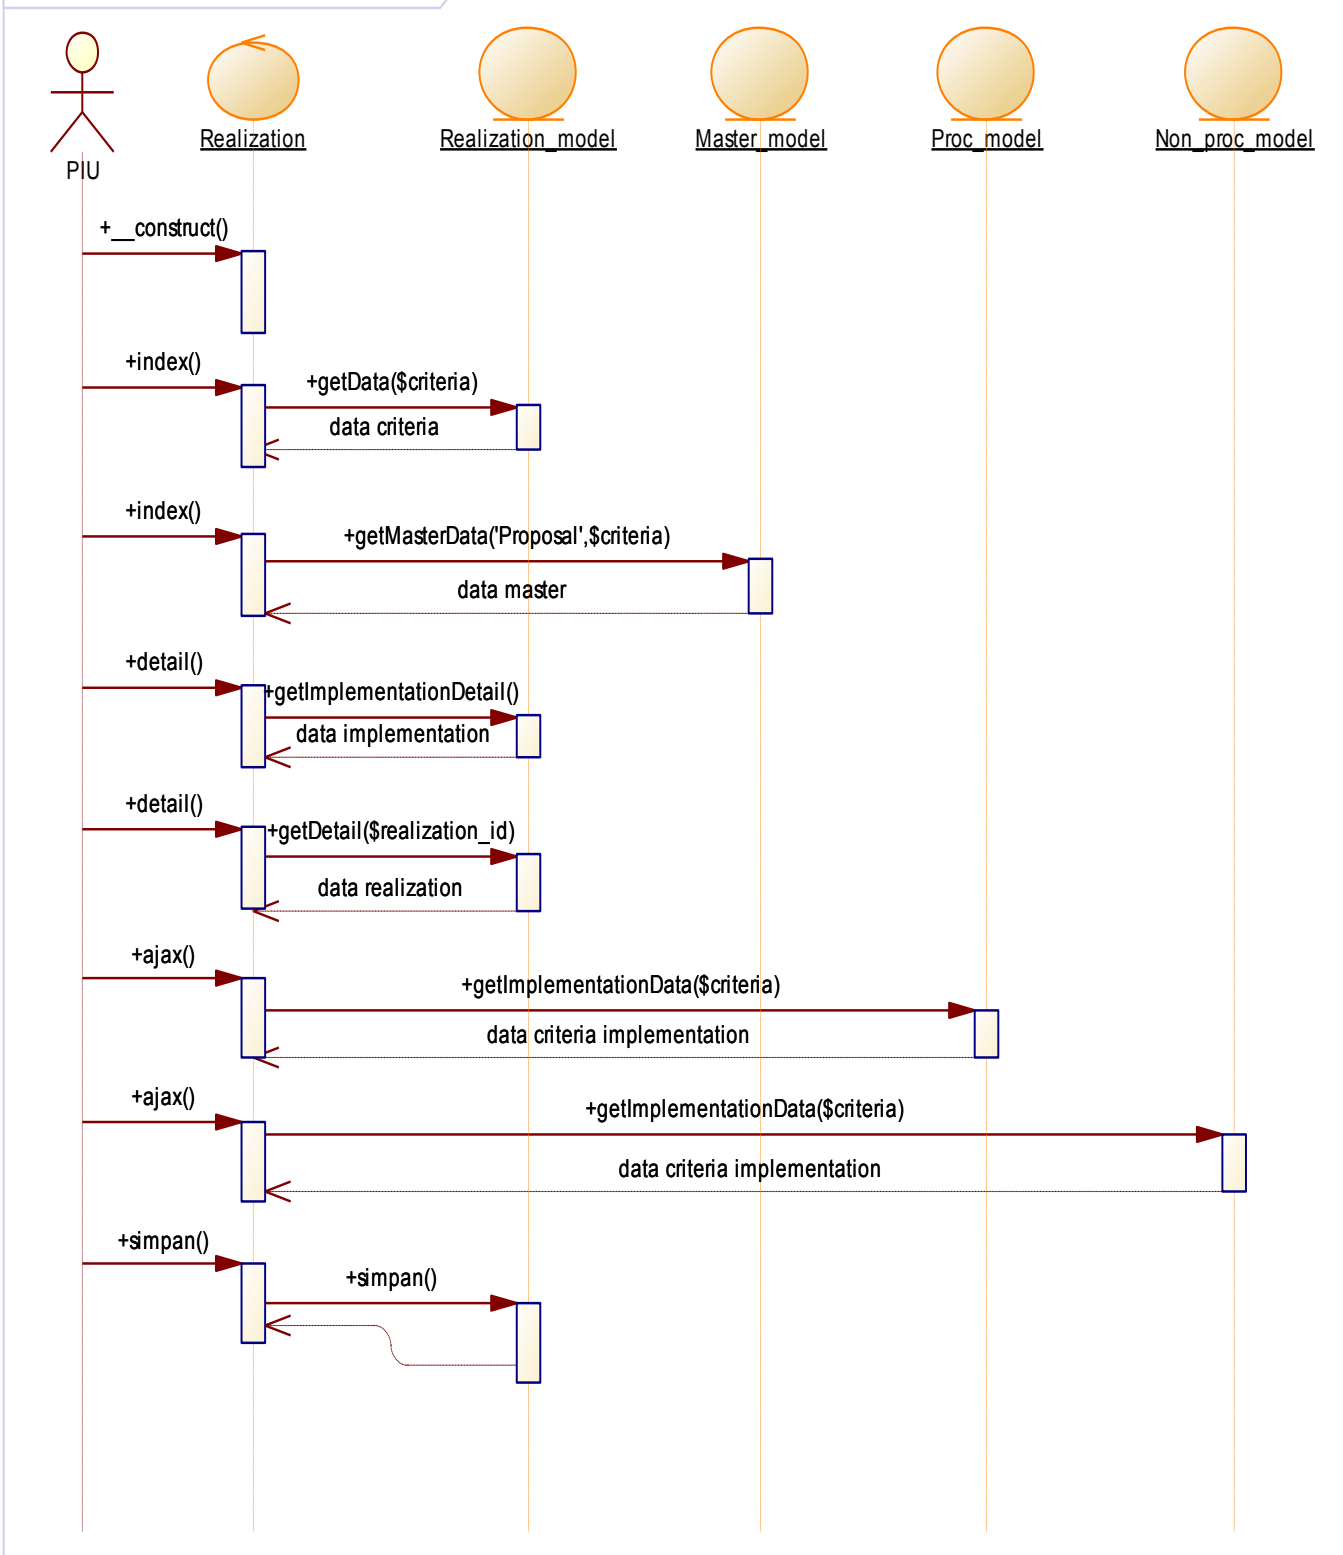 PIU
Realization
Realization_model
Master_model
Proc_model
Non_proc_model
+__construct()
+index()
+getData($criteria)
data criteria
+index()
+getMasterData('Proposal',$criteria)
data master
+detail()
+getImplementationDetail()
data implementation
+detail()
+getDetail($realization_id)
data realization
+ajax()
+getImplementationData($criteria)
data criteria implementation
+ajax()
+getImplementationData($criteria)
data criteria implementation
+simpan()
+simpan()